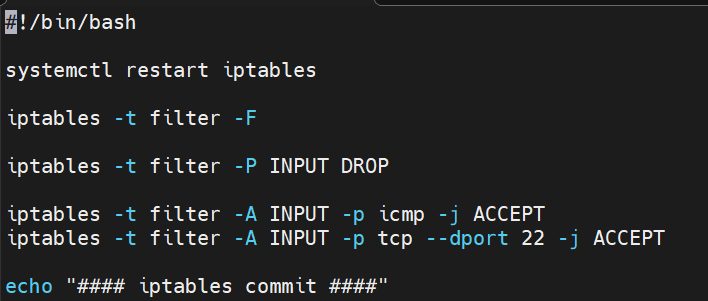 #!/bin/bash
systemctl restart iptables
iptables -t filter -F
iptables -t filter -P INPUT DROP
iptables -t filter -A INPUT -p icmp -j ACCEPT
iptables -t filter -A INPUT -p tcp --dport 22 -j ACCEPT
echo "#### iptables commit ####"